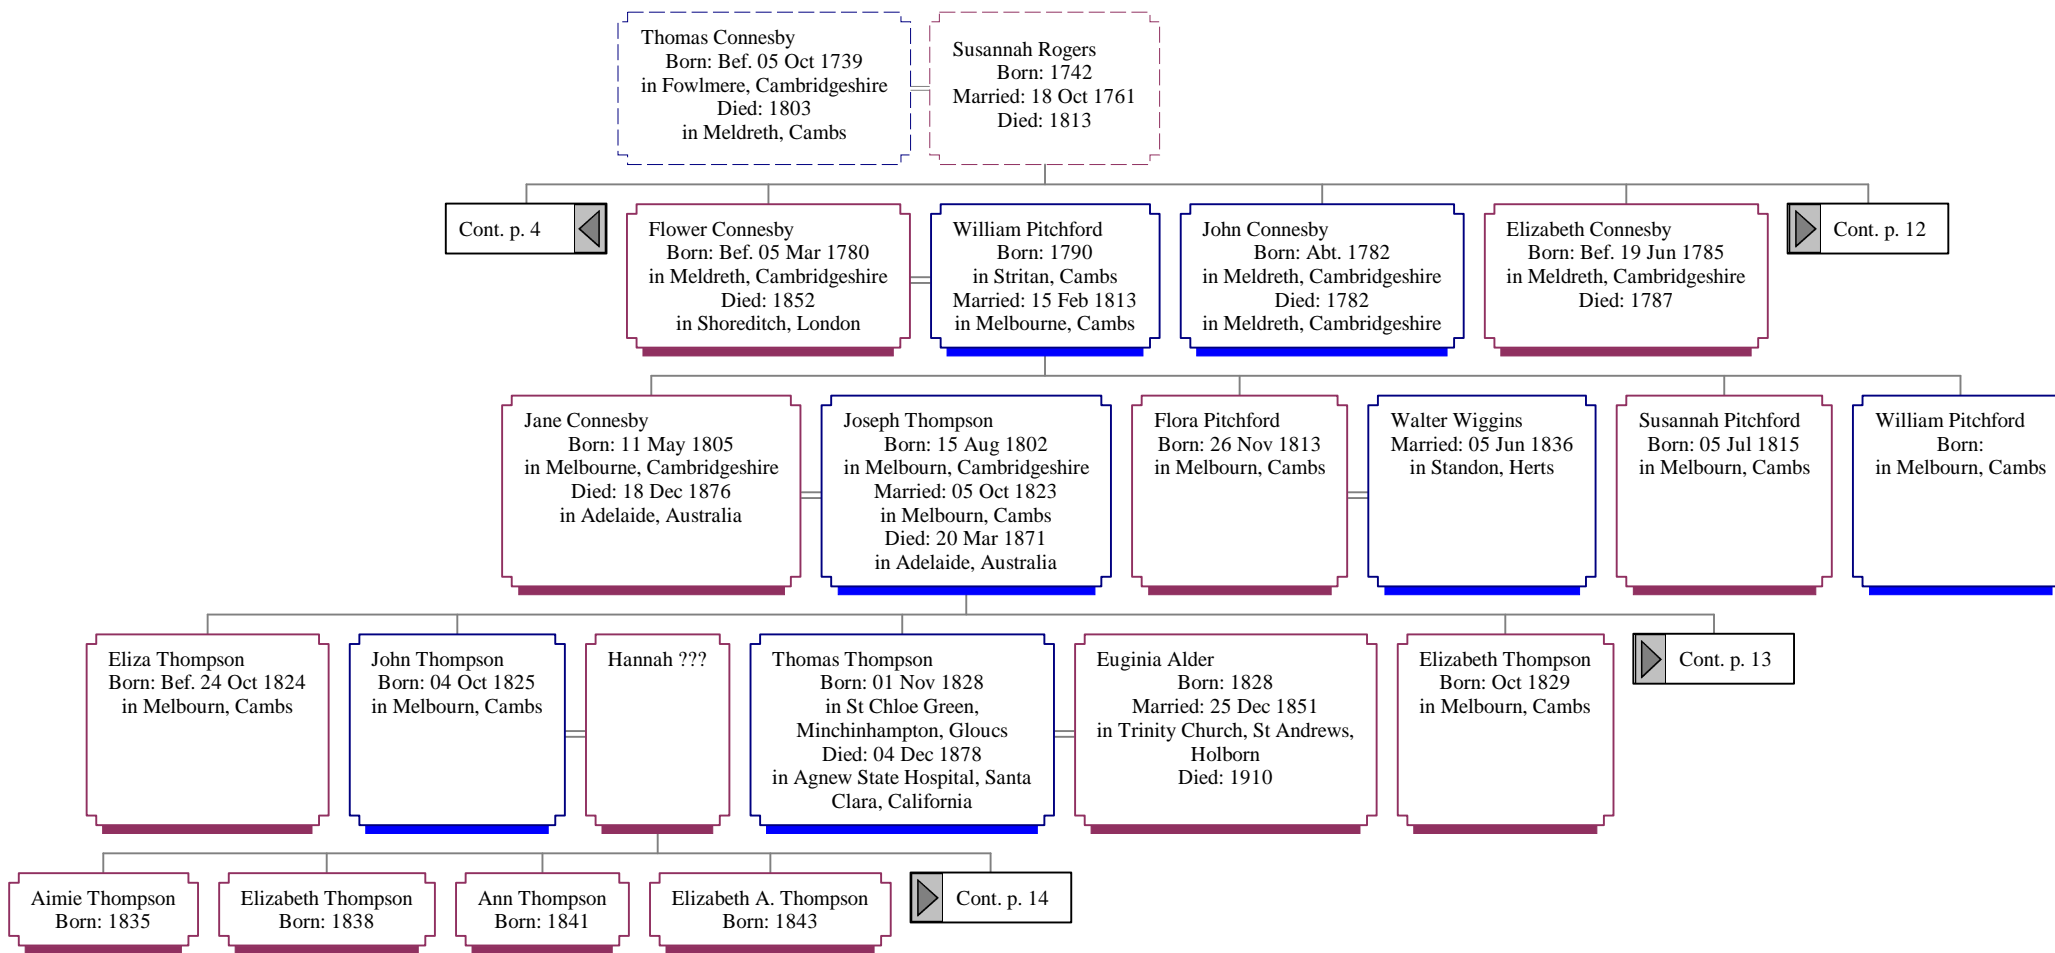 Thomas Connesby
Born: Bef. 05 Oct 1739
in Fowlmere, Cambridgeshire
Died: 1803
in Meldreth, Cambs
Susannah Rogers
Born: 1742
Married: 18 Oct 1761
Died: 1813
Cont. p. 4
Flower Connesby
Born: Bef. 05 Mar 1780
in Meldreth, Cambridgeshire
Died: 1852
in Shoreditch, London
William Pitchford
Born: 1790
in Stritan, Cambs
Married: 15 Feb 1813
in Melbourne, Cambs
John Connesby
Born: Abt. 1782
in Meldreth, Cambridgeshire
Died: 1782
in Meldreth, Cambridgeshire
Elizabeth Connesby
Born: Bef. 19 Jun 1785
in Meldreth, Cambridgeshire
Died: 1787
Cont. p. 12
Jane Connesby
Born: 11 May 1805
in Melbourne, Cambridgeshire
Died: 18 Dec 1876
in Adelaide, Australia
Joseph Thompson
Born: 15 Aug 1802
in Melbourn, Cambridgeshire
Married: 05 Oct 1823
in Melbourn, Cambs
Died: 20 Mar 1871
in Adelaide, Australia
Flora Pitchford
Born: 26 Nov 1813
in Melbourn, Cambs
Walter Wiggins
Married: 05 Jun 1836
in Standon, Herts
Susannah Pitchford
Born: 05 Jul 1815
in Melbourn, Cambs
William Pitchford
Born:
in Melbourn, Cambs
Eliza Thompson
Born: Bef. 24 Oct 1824
in Melbourn, Cambs
John Thompson
Born: 04 Oct 1825
in Melbourn, Cambs
Hannah ???
Thomas Thompson
Born: 01 Nov 1828
in St Chloe Green,
Minchinhampton, Gloucs
Died: 04 Dec 1878
in Agnew State Hospital, Santa
Clara, California
Euginia Alder
Born: 1828
Married: 25 Dec 1851
in Trinity Church, St Andrews,
Holborn
Died: 1910
Elizabeth Thompson
Born: Oct 1829
in Melbourn, Cambs
Cont. p. 13
Aimie Thompson
Born: 1835
Elizabeth Thompson
Born: 1838
Ann Thompson
Born: 1841
Elizabeth A. Thompson
Born: 1843
Cont. p. 14